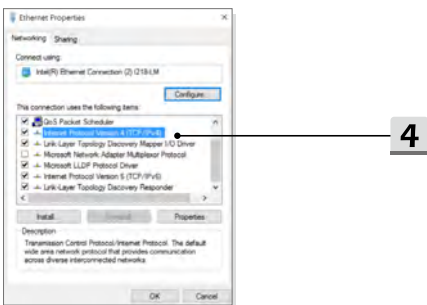 Ethernet Properties
Networking Sharing
Connect using:
Intel(R) Ethernet Connection (2) I218-LM
Configure...
This connection uses the following items:
QoS Packet Scheduler
Internet Protocol Version 4 (TCP/IPv4)
Link-Layer Topology Discovery Mapper I/O Driver
Microsoft Network Adapter Multiplexor Protocol
Microsoft LLDP Protocol Driver
Internet Protocol Version 6 (TCP/IPv6)
Link-Layer Topology Discovery Responder
Install...
Properties
Description
Transmission Control Protocol/Internet Protocol. The default
wide area network protocol that provides communication
across diverse interconnected networks.
OK Cancel
4